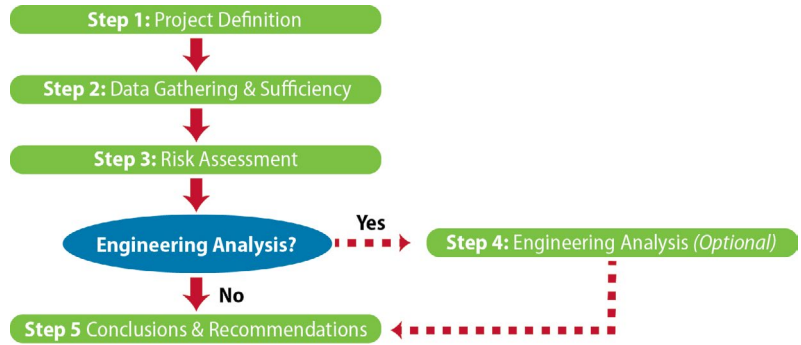 Step 1: Project Definition
Step 2: Data Gathering & Sufficiency
Step 3: Risk Assessment
Engineering Analysis?
Yes
Step 4: Engineering Analysis (Optional)
No
Step 5 Conclusions & Recommendations